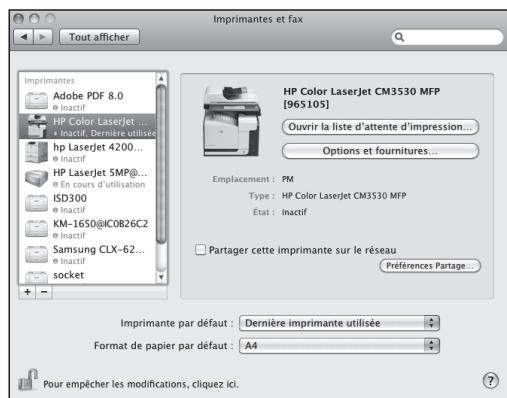 Imprimantes et fax
Tout afficher
Imprimantes
Adobe PDF 8.0
Inactif
HP Color LaserJet ...
Inactif, Dernière utilisée
hp LaserJet 4200...
Inactif
HP LaserJet 5MP@...
En cours d'utilisation
ISD300
Inactif
KM-1650@IC0B26C2
Inactif
Samsung CLX-62...
Inactif
socket
+ −
HP Color LaserJet CM3530 MFP
[965105]
Ouvrir la liste d'attente d'impression...
Options et fournitures...
Emplacement : PM
Type : HP Color LaserJet CM3530 MFP
État : Inactif
Partager cette imprimante sur le réseau
Préférences Partage...
Imprimante par défaut : Dernière imprimante utilisée
Format de papier par défaut : A4
Pour empêcher les modifications, cliquez ici.
?